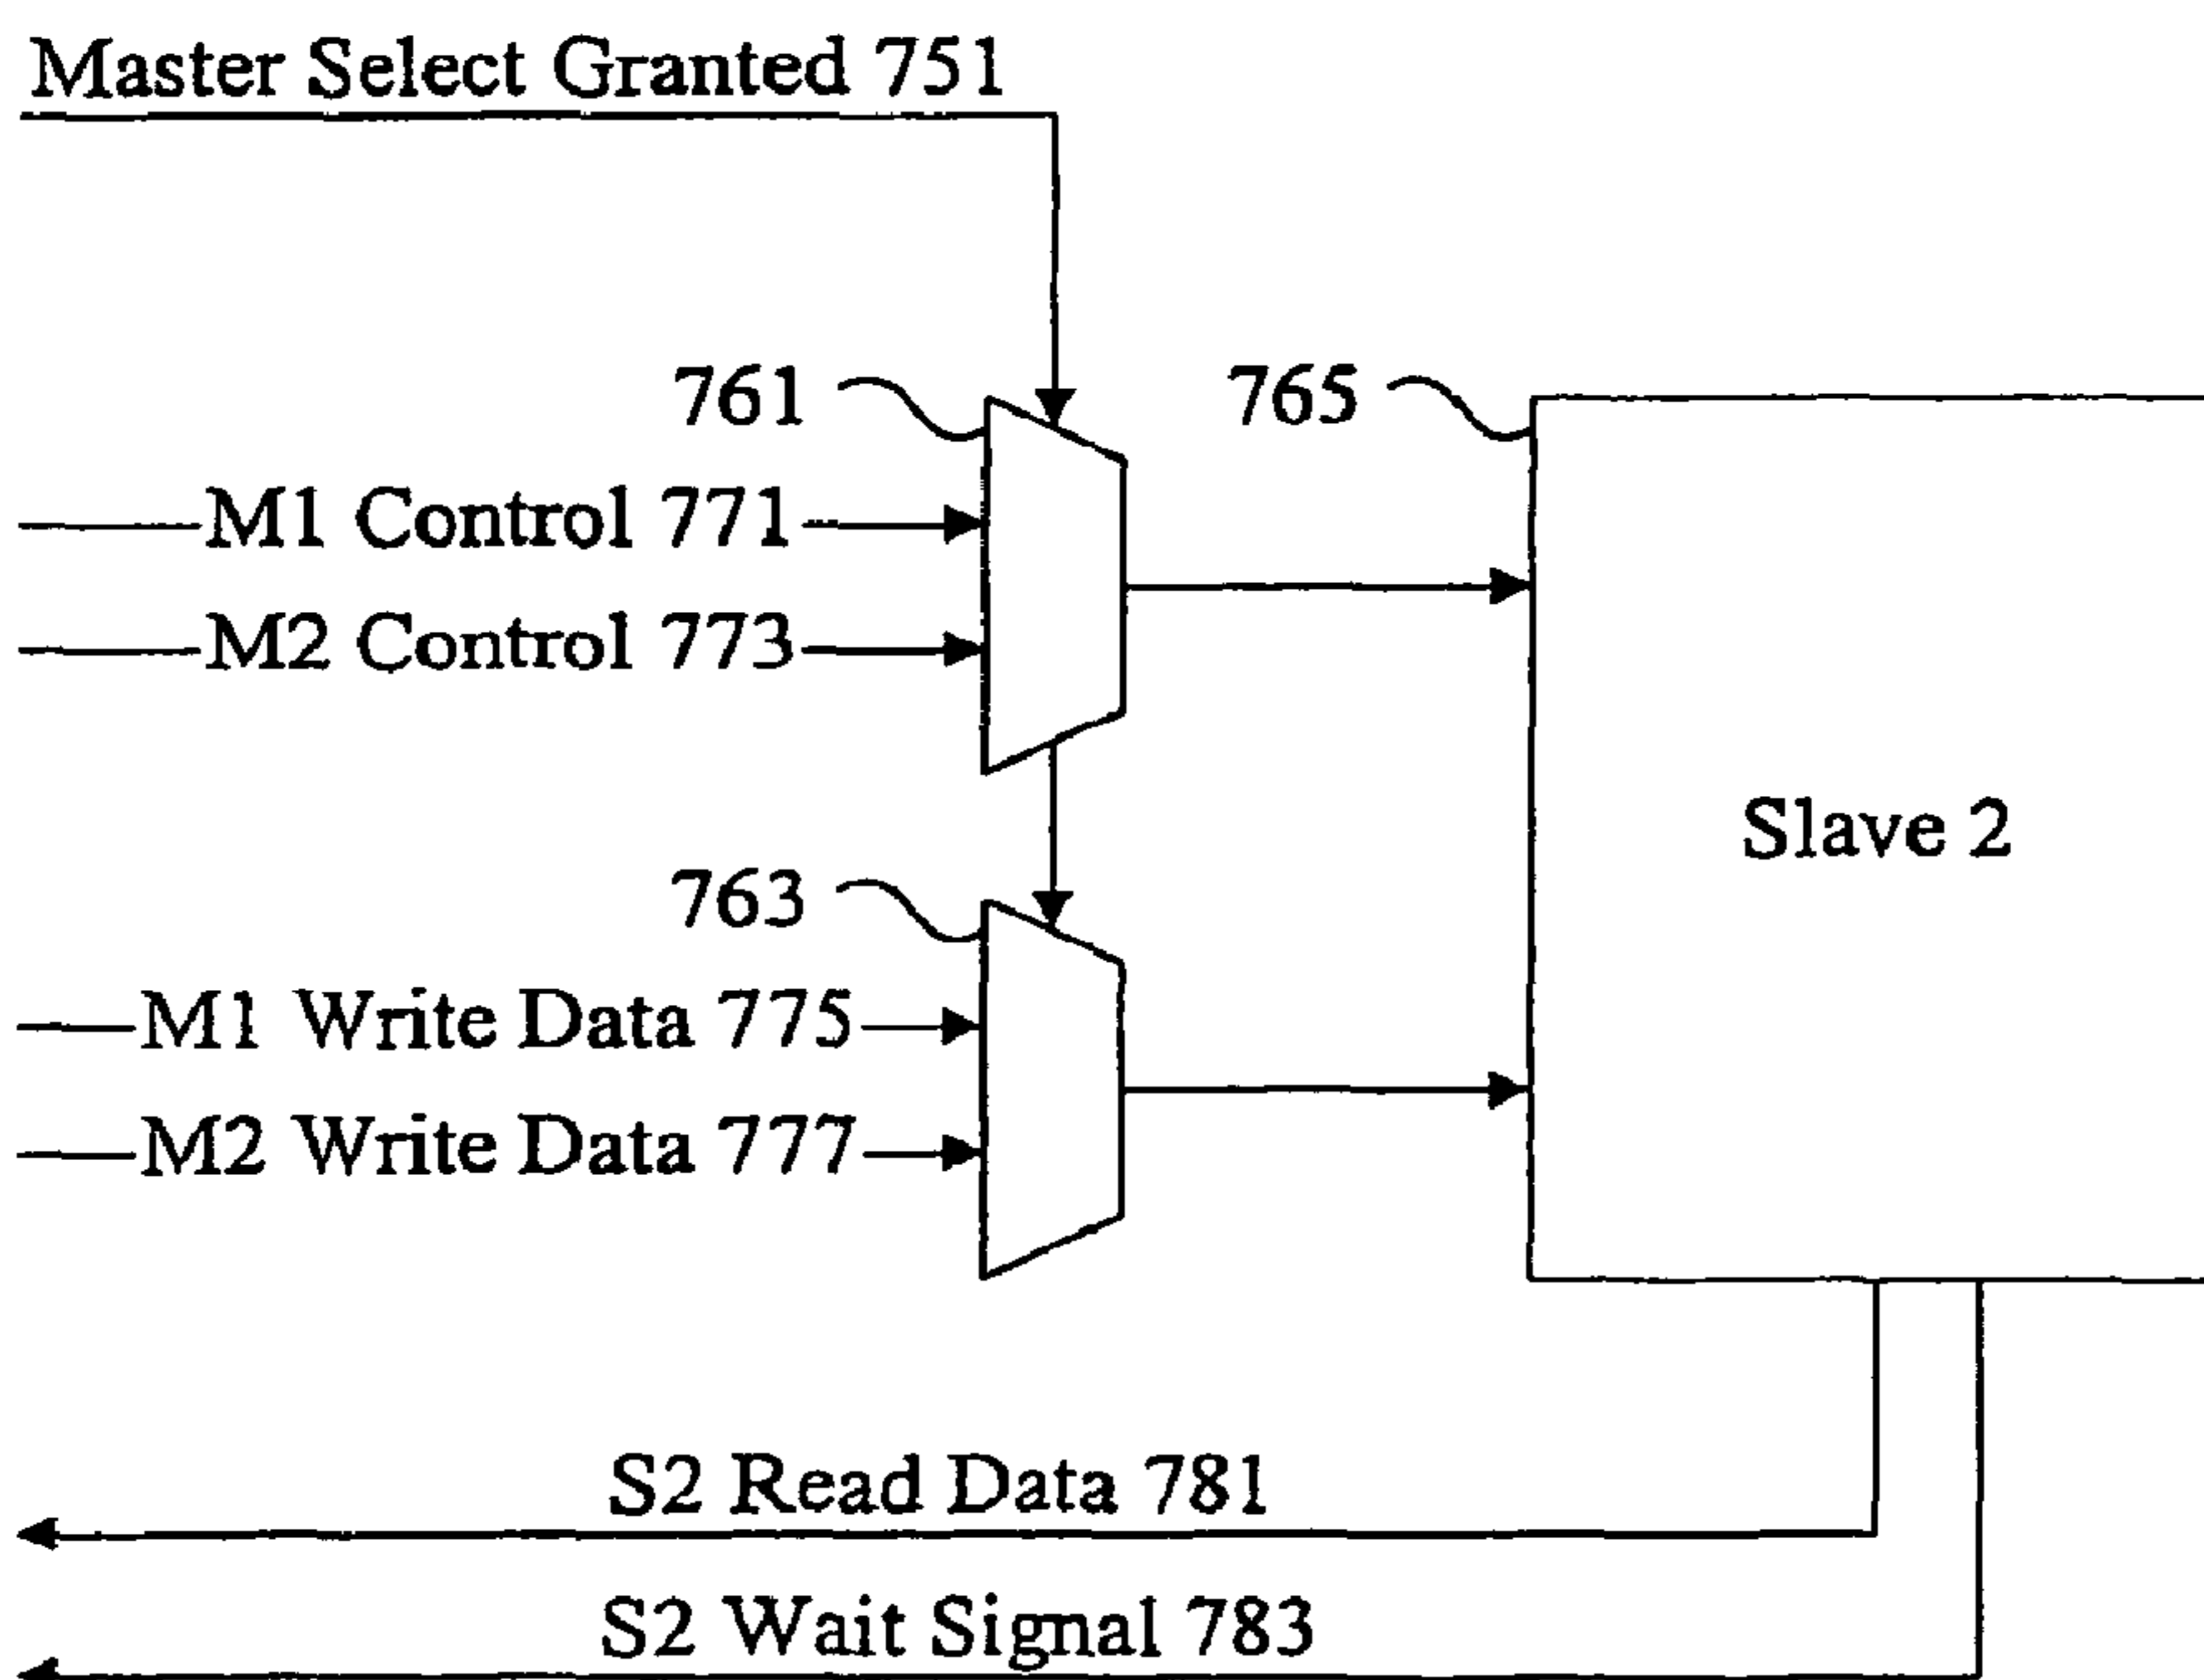 Master Select Granted 751
761
765
M1 Control 771
M2 Control 773
Slave 2
763
M1 Write Data 775
M2 Write Data 777
S2 Read Data 781
S2 Wait Signal 783